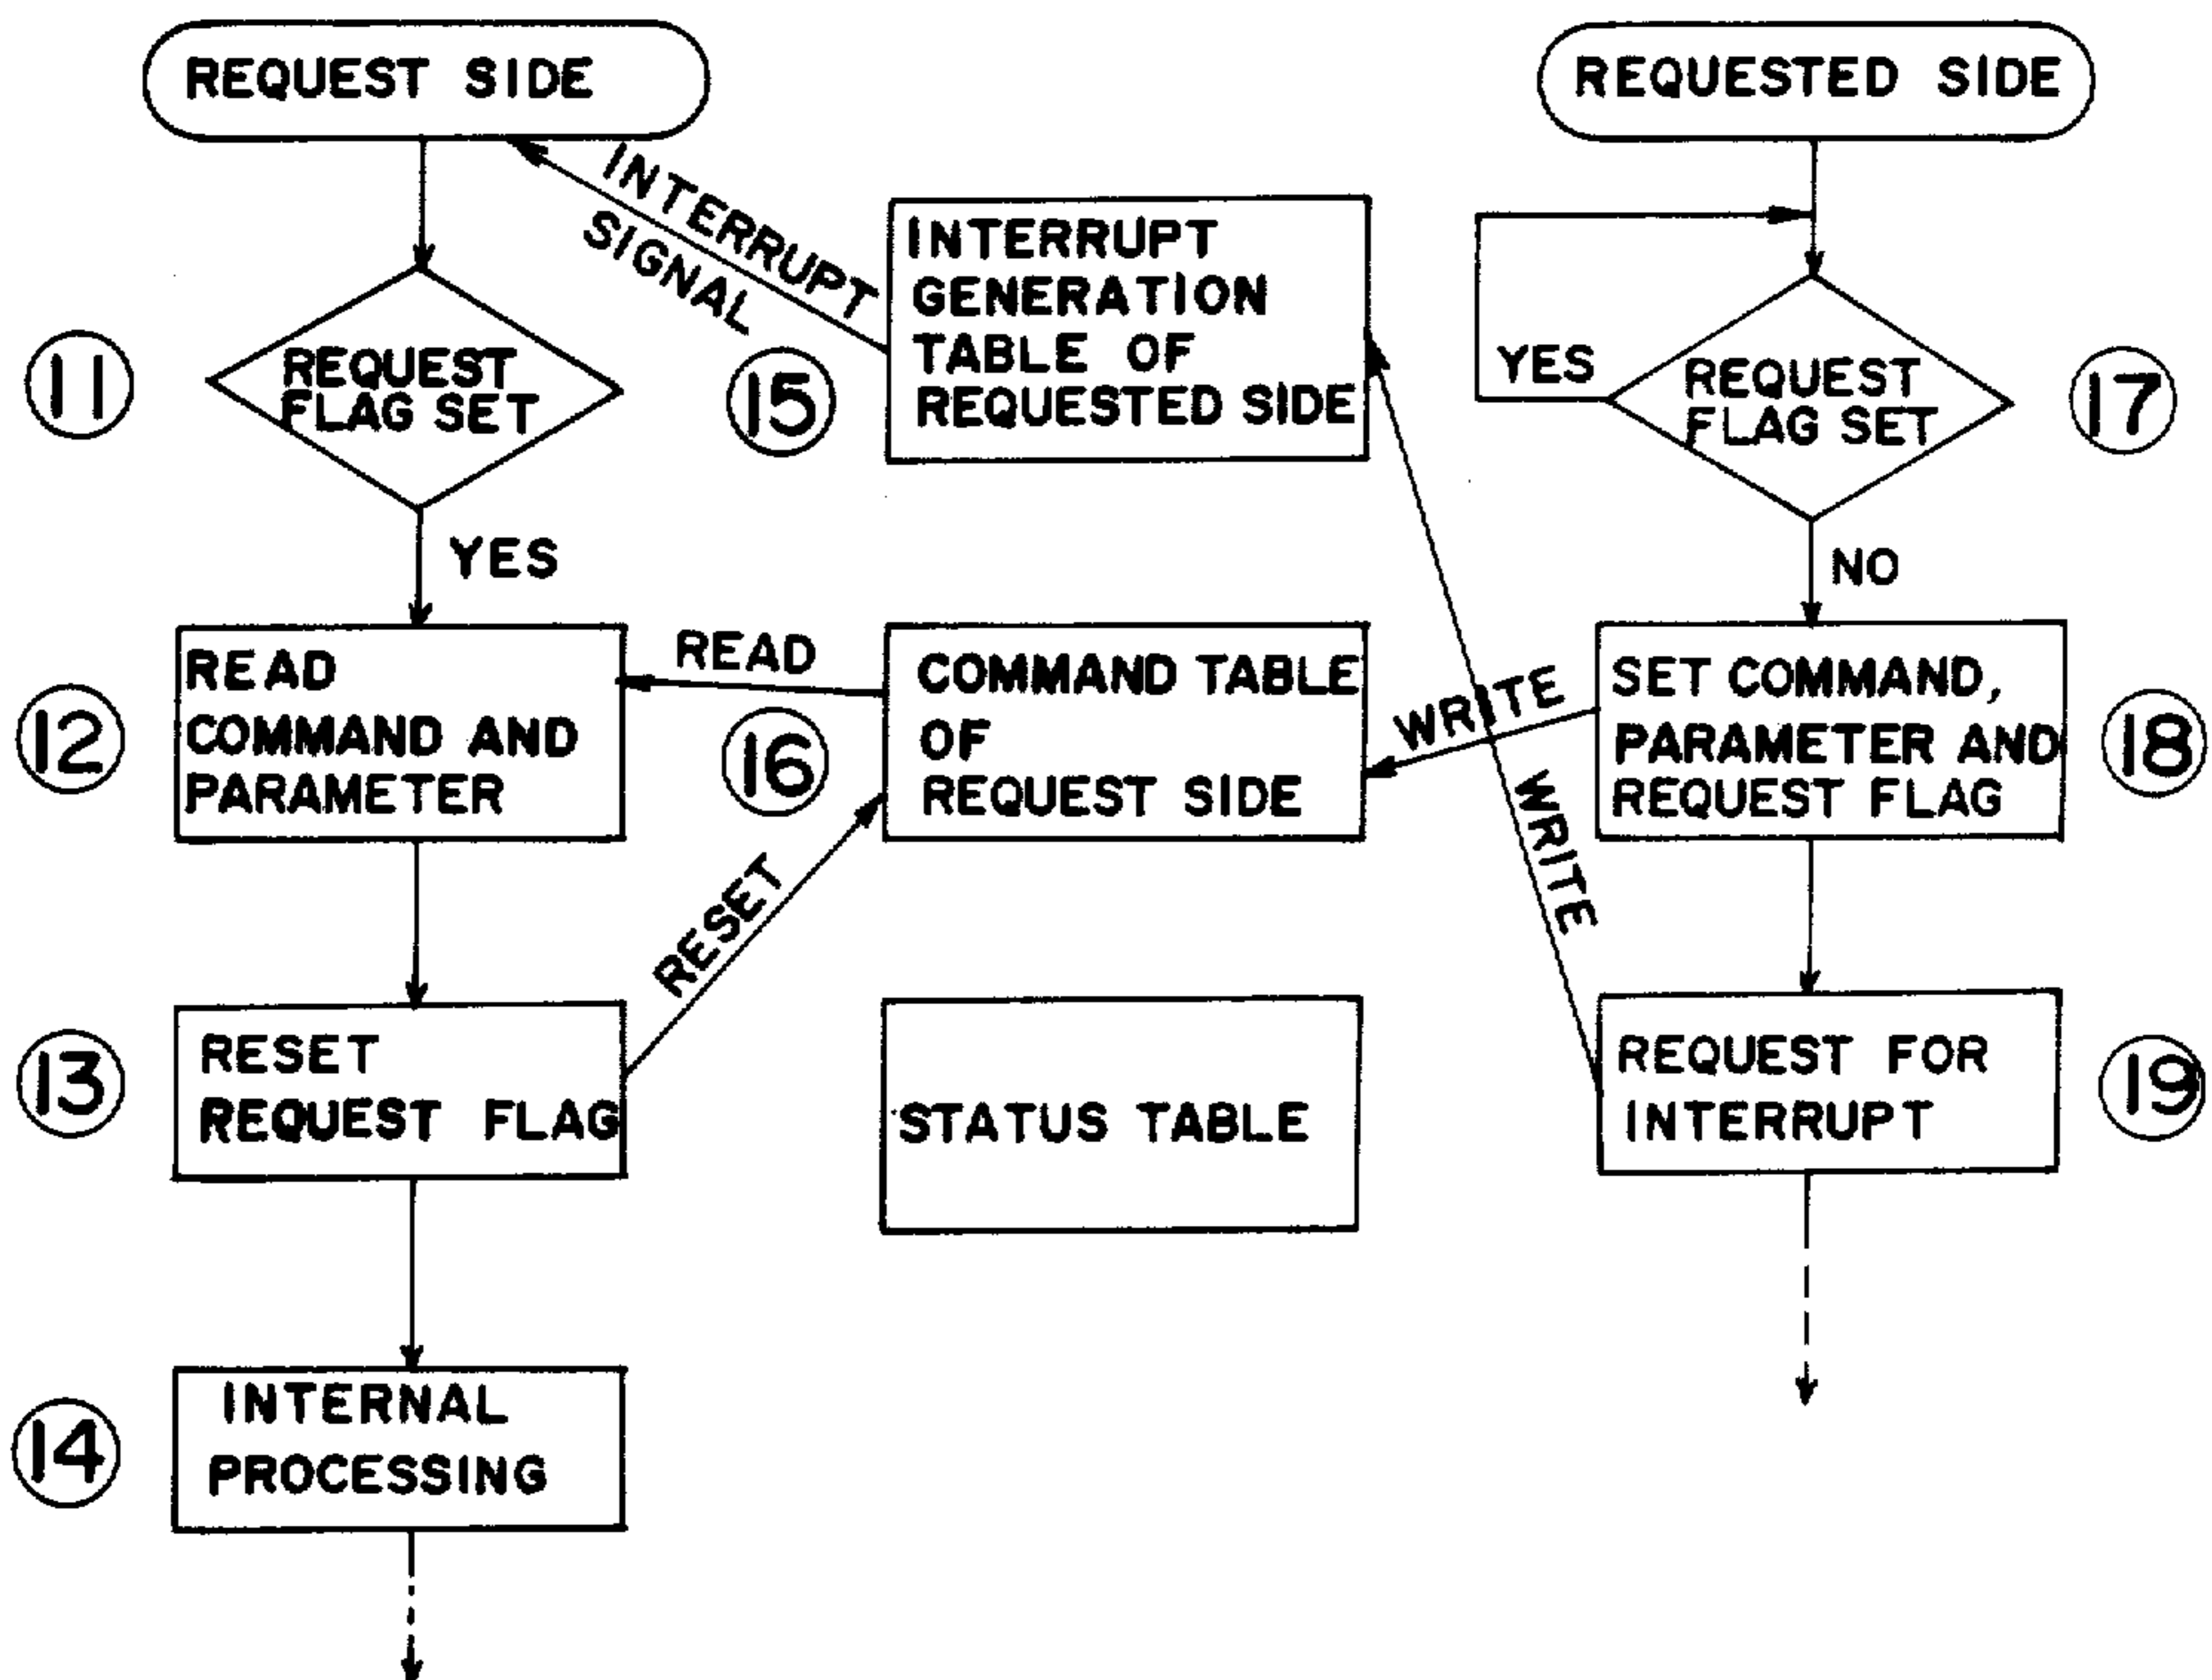 REQUEST SIDE
REQUESTED SIDE
INTERRUPT
SIGNAL
INTERRUPT
GENERATION
TABLE OF
REQUESTED SIDE
11
REQUEST
FLAG SET
15
YES
REQUEST
FLAG SET
17
YES
NO
12
READ
COMMAND AND
PARAMETER
READ
16
COMMAND TABLE
OF
REQUEST SIDE
WRITE
SET COMMAND,
PARAMETER AND
REQUEST FLAG
18
WRITE
RESET
13
RESET
REQUEST FLAG
STATUS TABLE
REQUEST FOR
INTERRUPT
19
14
INTERNAL
PROCESSING